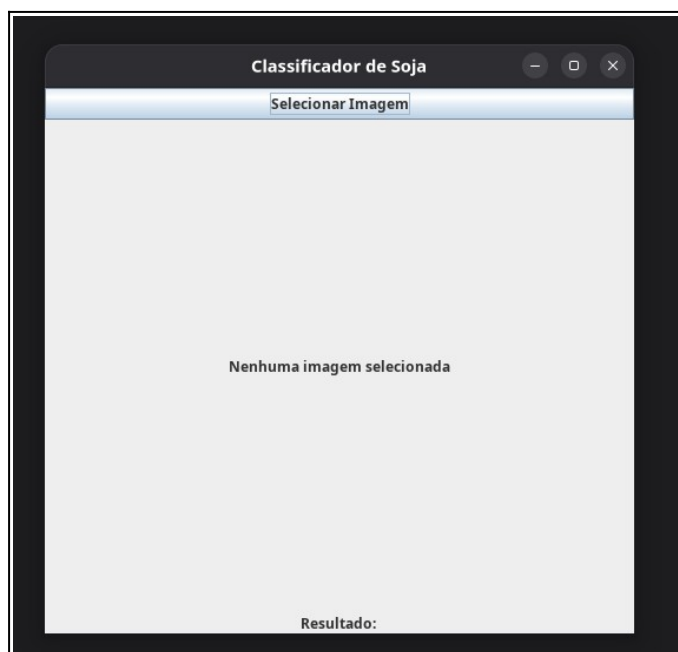 Classificador de Soja
Selecionar Imagem
Nenhuma imagem selecionada
Resultado: